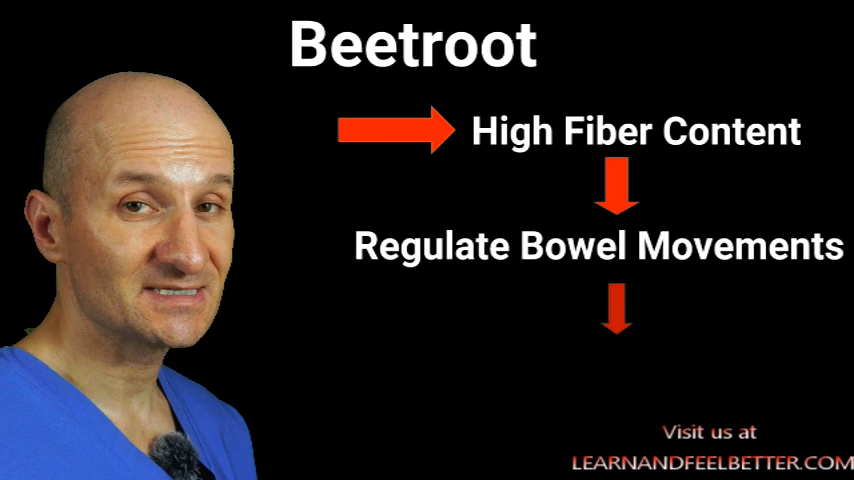 Beetroot
High Fiber Content
Regulate Bowel Movements
Visit us at
LEARNANDFEELBETTER.COM